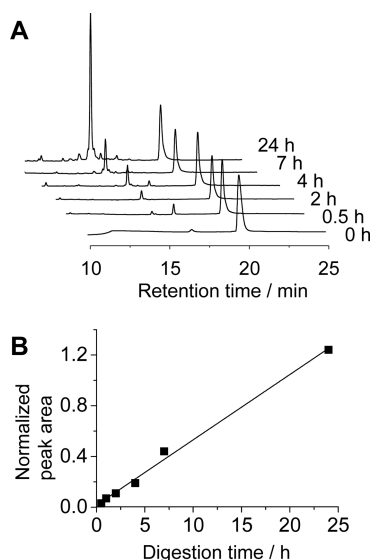 A
24 h
7 h
4 h
2 h
0.5 h
0 h
10 15 20 25
Retention time / min
B
Normalized
peak area
1.2
0.8
0.4
0.0
0 5 10 15 20 25
Digestion time / h